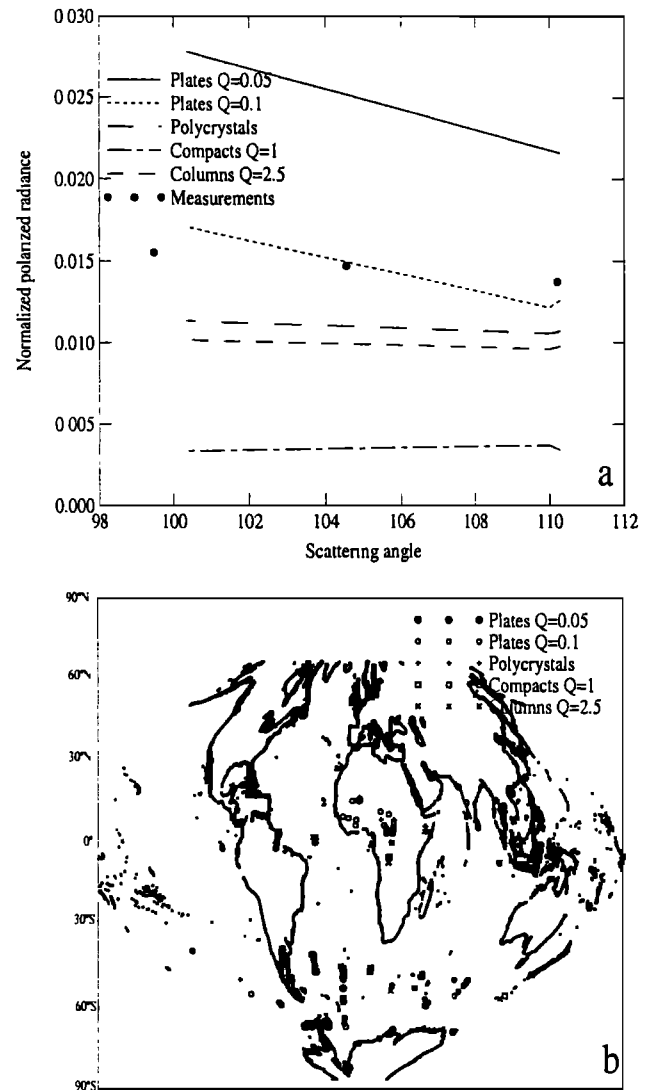 0.030
0.025
0.020
0.015
0.010
0.005
0.000
Normalized polarized radiance
Plates Q=0.05
Plates Q=0.1
Polycrystals
Compacts Q=1
Columns Q=2.5
Measurements
a
98 100 102 104 106 108 110 112
Scattering angle
90°N
60°N
30°N
0°
30°S
60°S
90°S
Plates Q=0.05
Plates Q=0.1
Polycrystals
Compacts Q=1
Columns Q=2.5
b